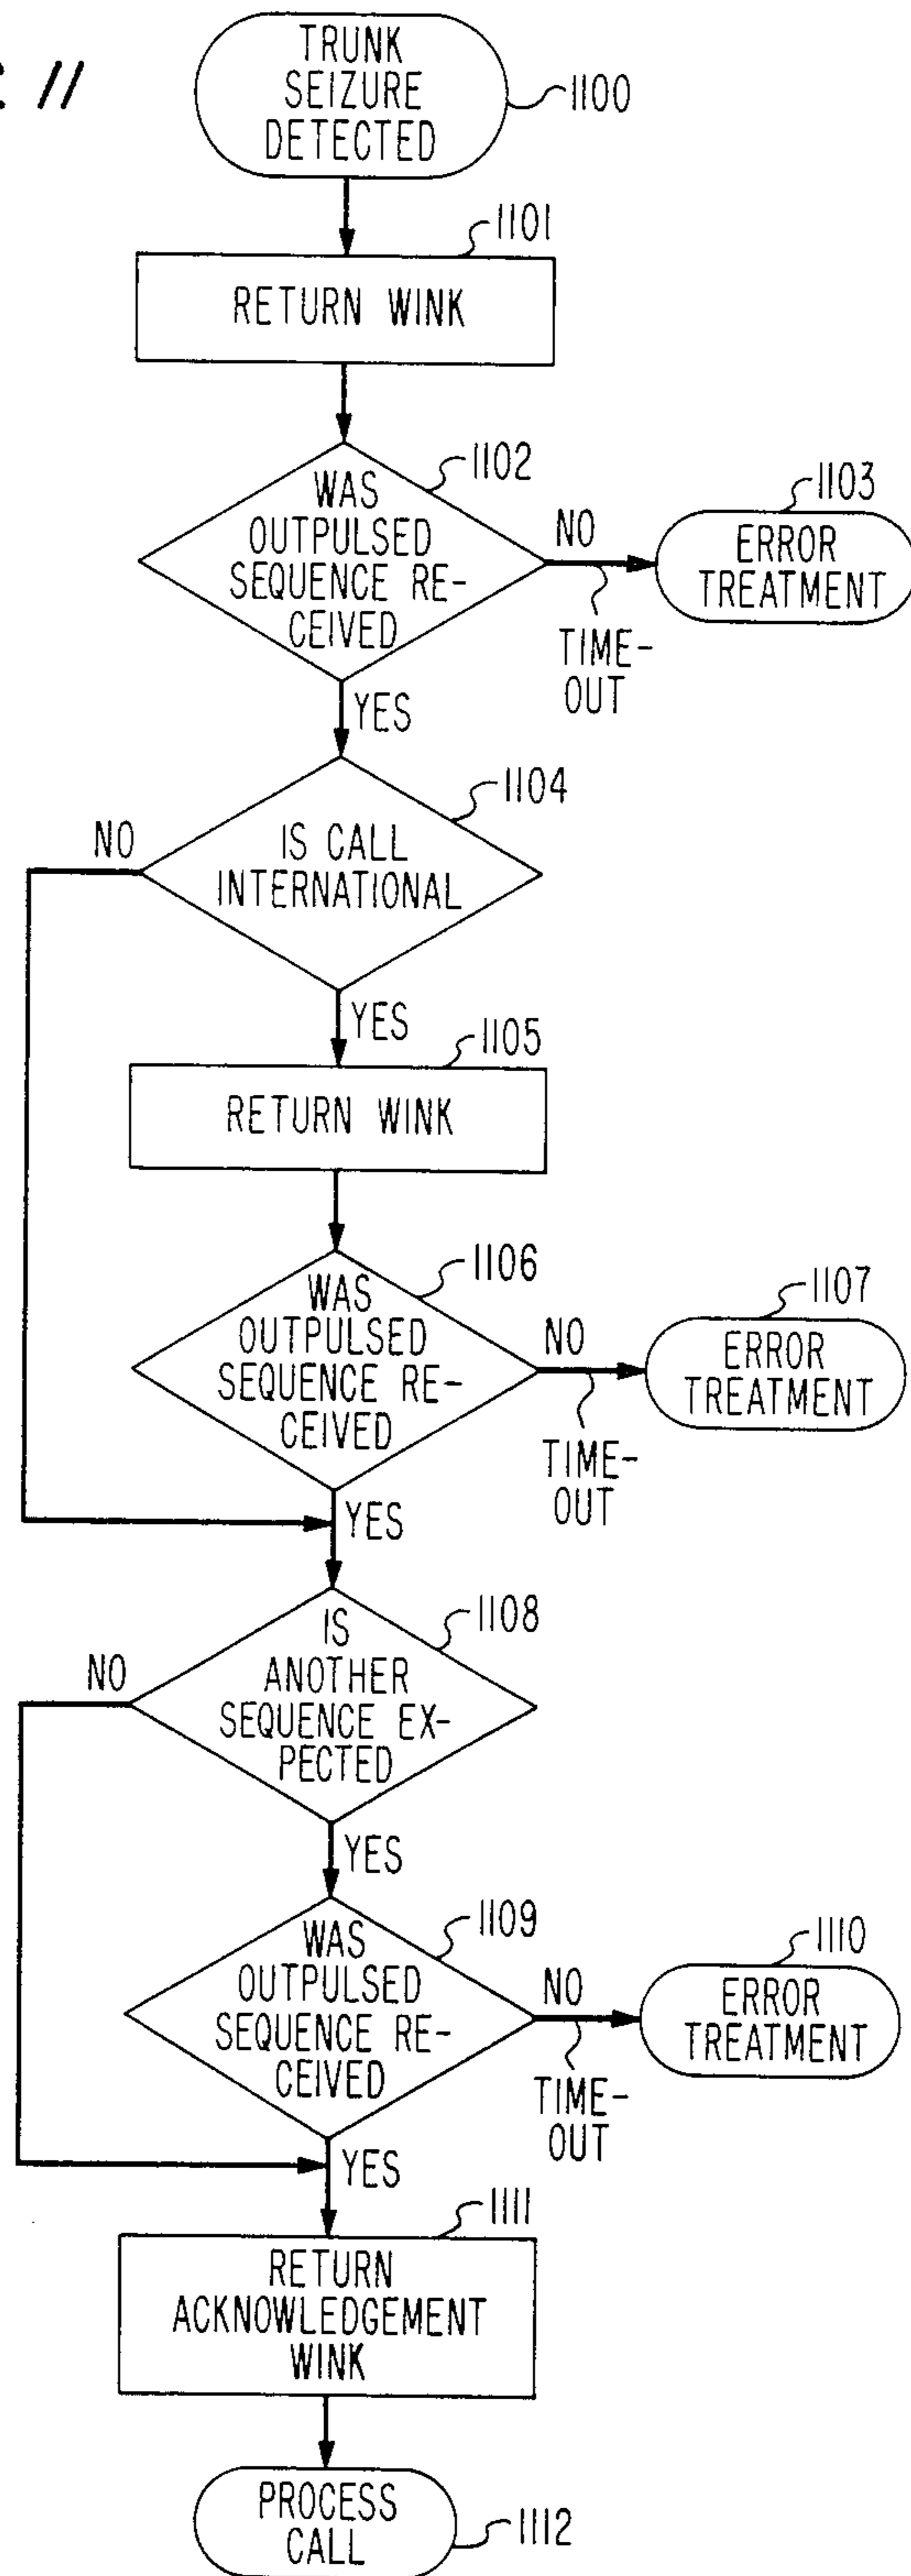 11
TRUNK
SEIZURE
DETECTED
1100
1101
RETURN WINK
1102
WAS
OUTPULSED
SEQUENCE RE-
CEIVED
NO
TIME-
OUT
1103
ERROR
TREATMENT
YES
1104
IS CALL
INTERNATIONAL
NO
YES
1105
RETURN WINK
1106
WAS
OUTPULSED
SEQUENCE RE-
CEIVED
NO
TIME-
OUT
1107
ERROR
TREATMENT
YES
1108
IS
ANOTHER
SEQUENCE EX-
PECTED
NO
YES
1109
WAS
OUTPULSED
SEQUENCE RE-
CEIVED
NO
TIME-
OUT
1110
ERROR
TREATMENT
YES
1111
RETURN
ACKNOWLEDGEMENT
WINK
PROCESS
CALL
1112